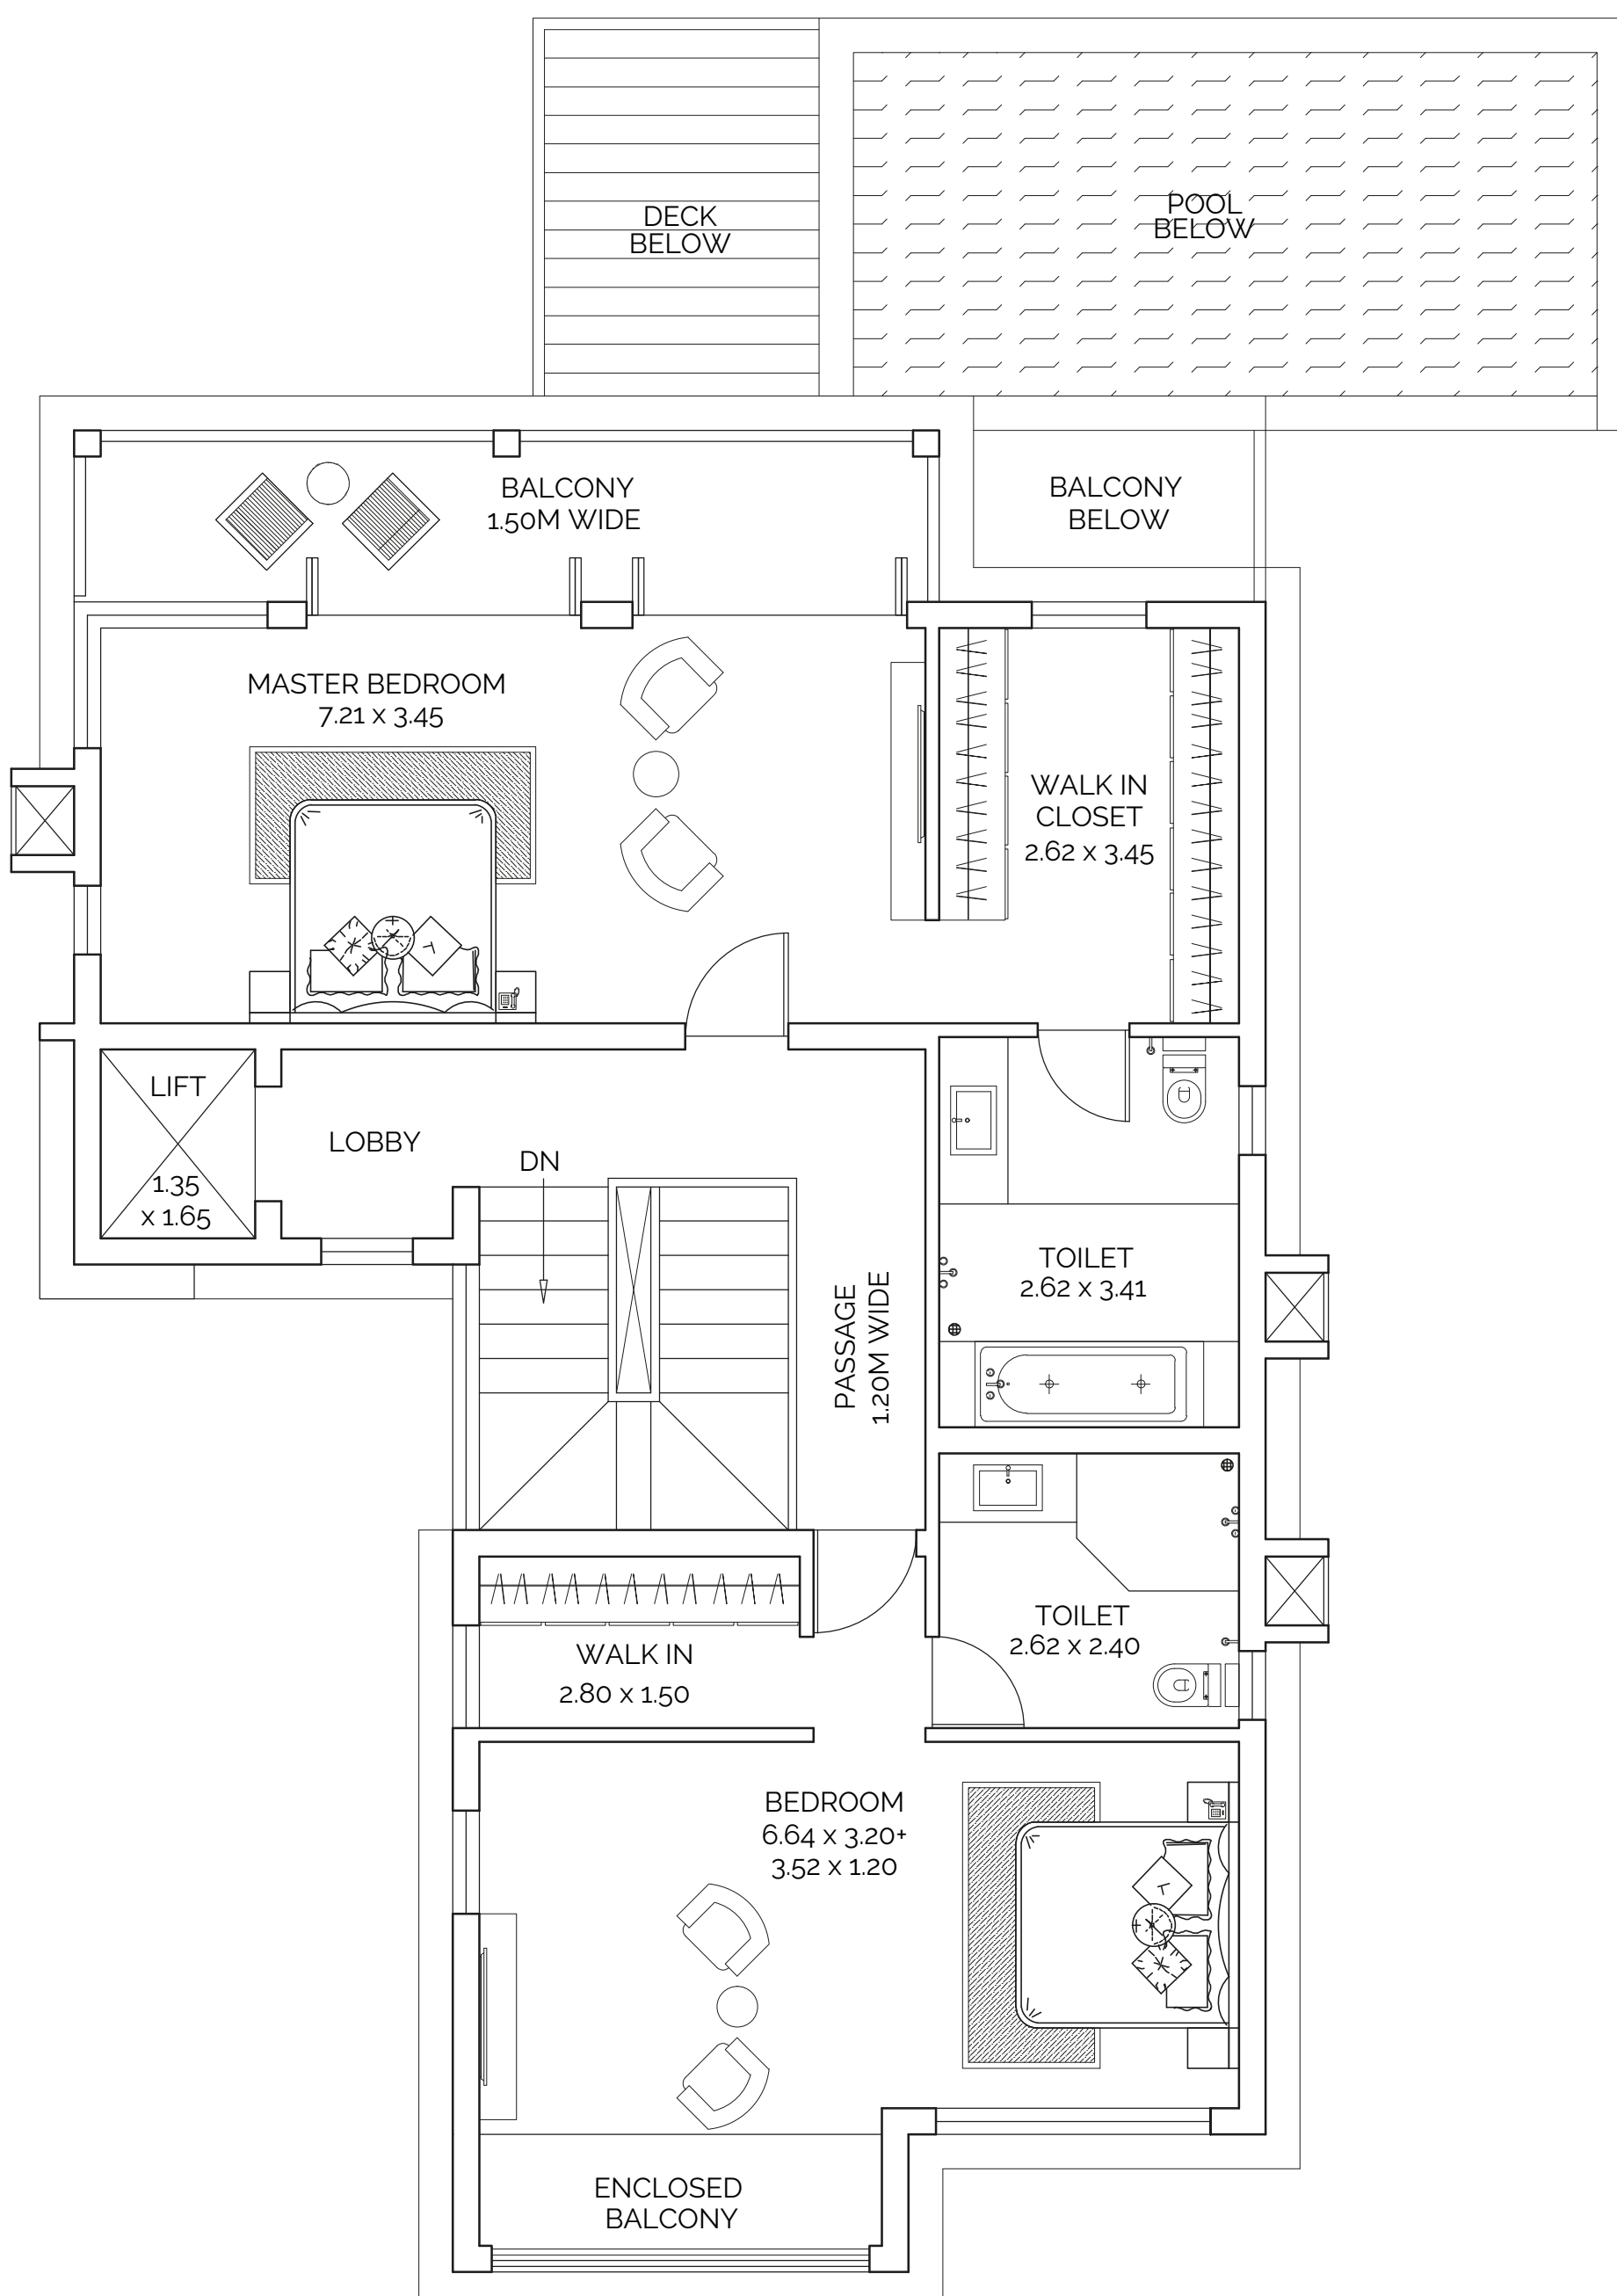 DECK
BELOW
POOL
BELOW
BALCONY
1.50M WIDE
BALCONY
BELOW
MASTER BEDROOM
7.21 x 3.45
WALK IN
CLOSET
2.62 x 3.45
LIFT
1.35
x 1.65
LOBBY
DN
PASSAGE
1.20M WIDE
TOILET
2.62 x 3.41
TOILET
2.62 x 2.40
WALK IN
2.80 x 1.50
BEDROOM
6.64 x 3.20+
3.52 x 1.20
ENCLOSED
BALCONY